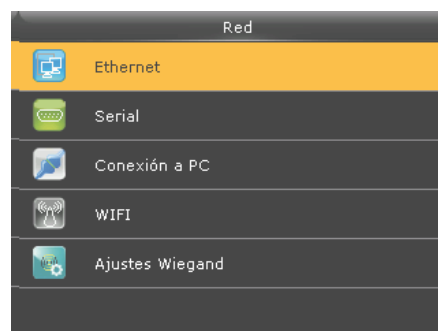 Red
Ethernet
Serial
Conexión a PC
WIFI
Ajustes Wiegand